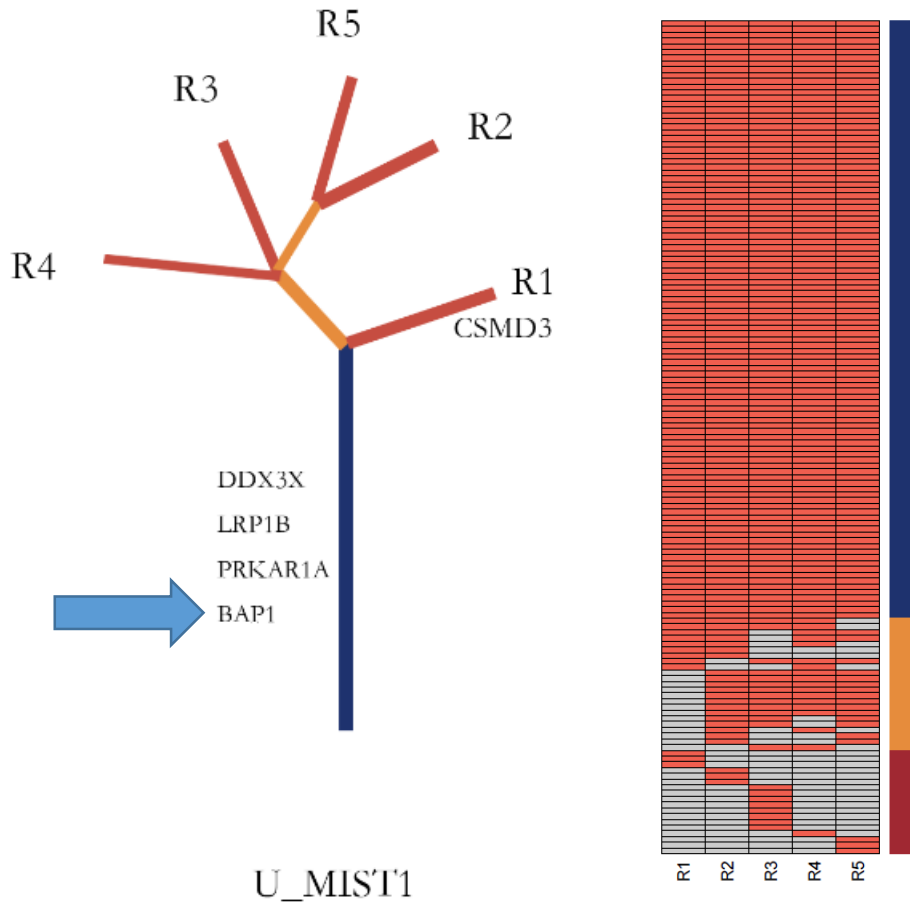 R5
R3
R2
R4
R1
CSMD3
DDX3X
LRP1B
PRKAR1A
BAP1
U_MIST1
R1
R2
R3
R4
R5